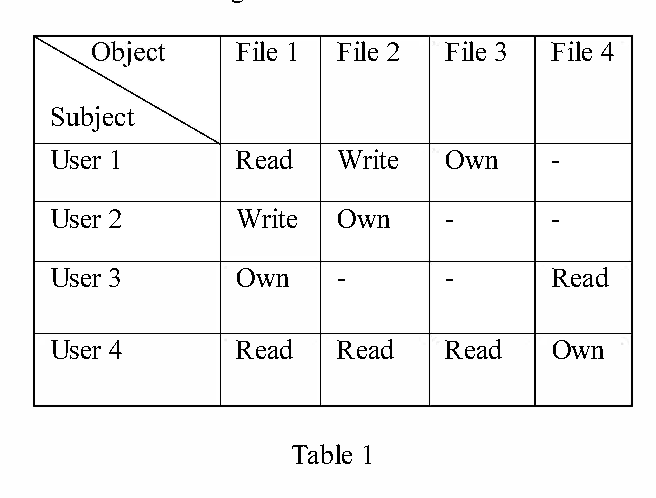 Object File 1 File 2 File 3 File 4
Subject
User 1 Read Write Own -
User 2 Write Own - -
User 3 Own - - Read
User 4 Read Read Read Own
Table 1